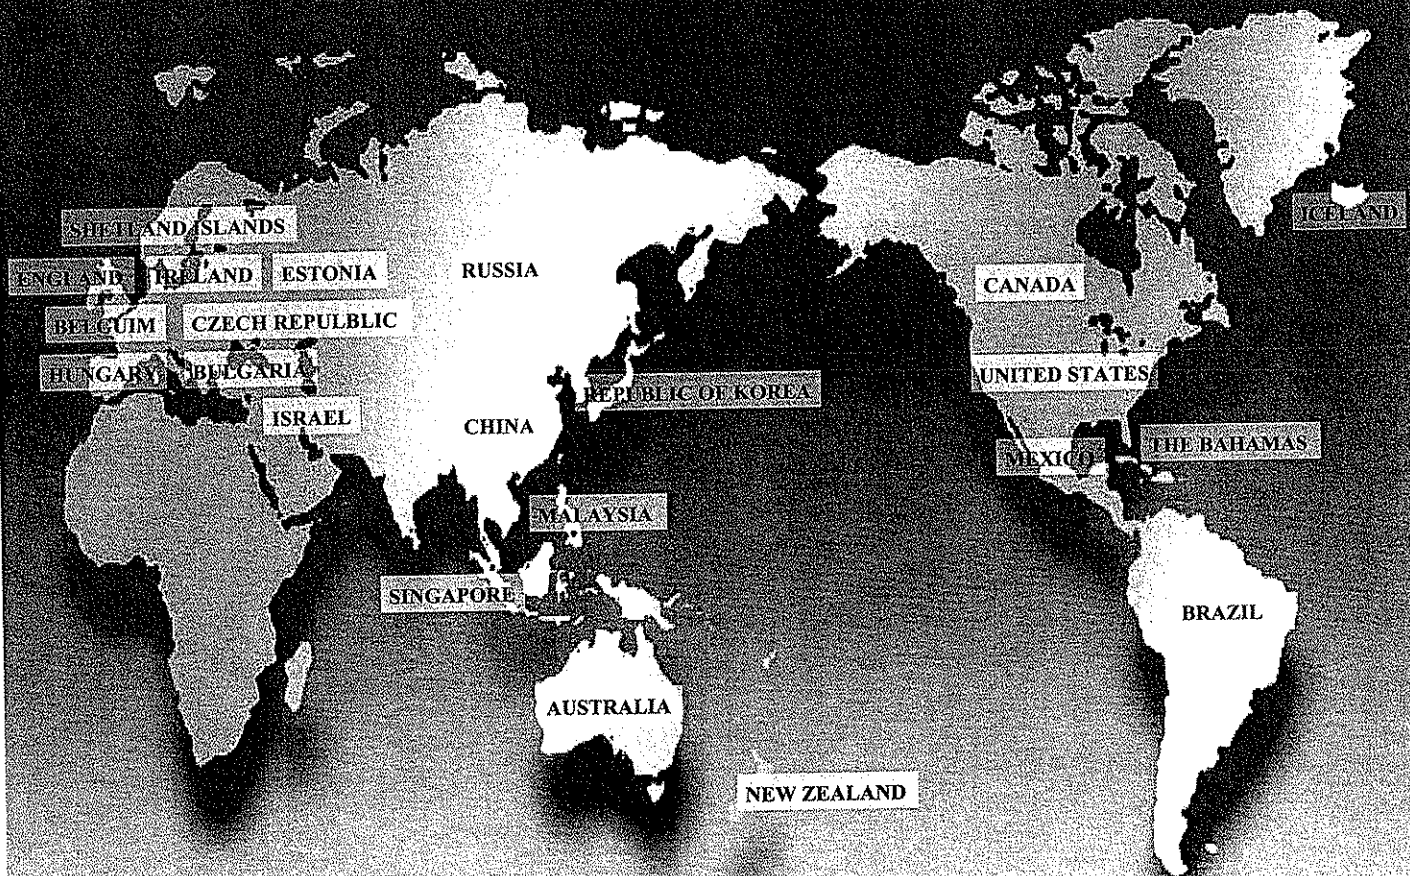 SHETLAND ISLANDS
ICELAND
ENGLAND
IRELAND
ESTONIA
RUSSIA
CANADA
BELGUIM
CZECH REPULBLIC
HUNGARY
BULGARIA
UNITED STATES
REPUBLIC OF KOREA
ISRAEL
CHINA
MEXICO
THE BAHAMAS
MALAYSIA
SINGAPORE
BRAZIL
AUSTRALIA
NEW ZEALAND